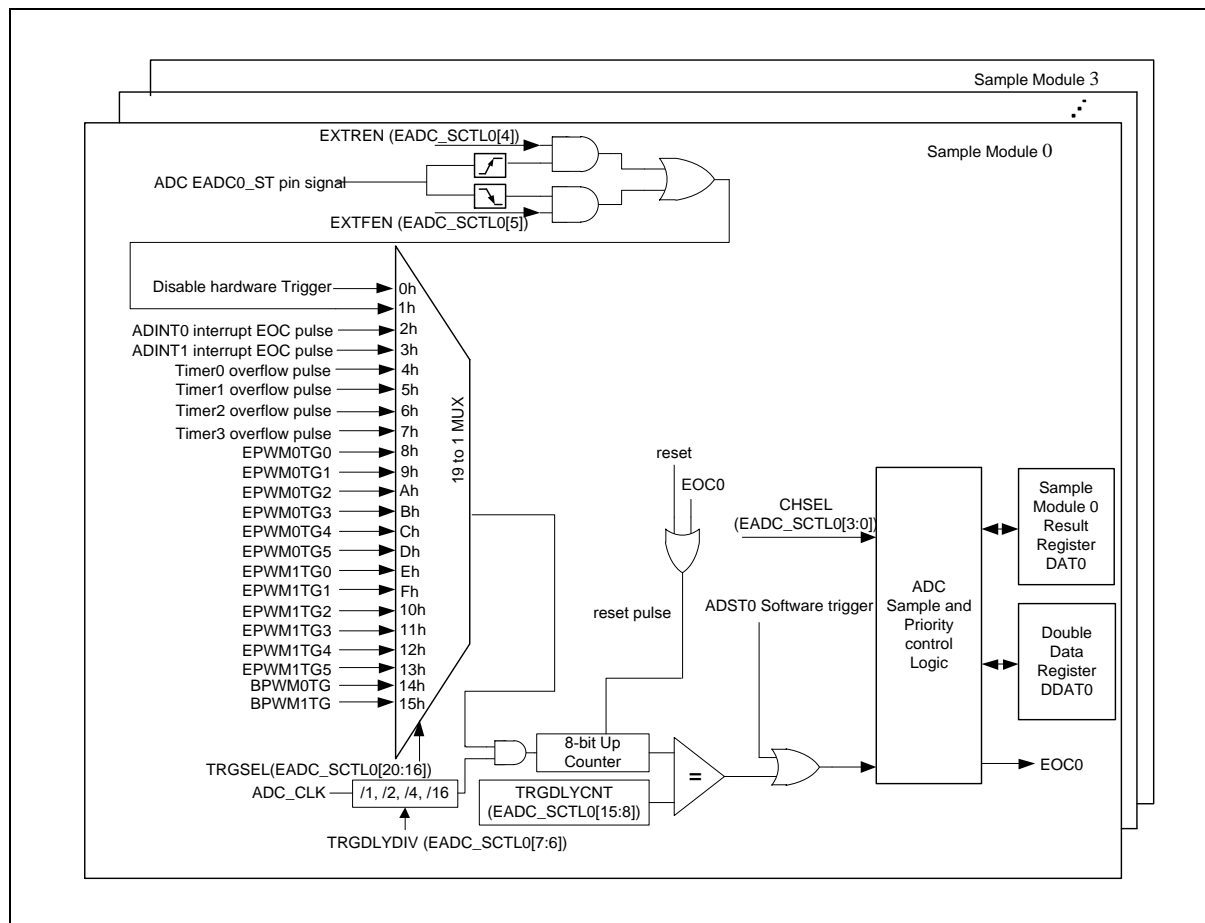 Sample Module 3
Sample Module 0
EXTREN (EADC_SCTL0[4])
ADC EADC0_ST pin signal
EXTFEN (EADC_SCTL0[5])
Disable hardware Trigger
0h
1h
ADINT0 interrupt EOC pulse
2h
ADINT1 interrupt EOC pulse
3h
Timer0 overflow pulse
4h
Timer1 overflow pulse
5h
Timer2 overflow pulse
6h
Timer3 overflow pulse
7h
EPWM0TG0
8h
EPWM0TG1
9h
EPWM0TG2
Ah
EPWM0TG3
Bh
EPWM0TG4
Ch
EPWM0TG5
Dh
EPWM1TG0
Eh
EPWM1TG1
Fh
EPWM1TG2
10h
EPWM1TG3
11h
EPWM1TG4
12h
EPWM1TG5
13h
BPWM0TG
14h
BPWM1TG
15h
19 to 1 MUX
TRGSEL(EADC_SCTL0[20:16])
ADC_CLK
/1, /2, /4, /16
TRGDLYDIV (EADC_SCTL0[7:6])
reset
EOC0
reset pulse
8-bit Up
Counter
TRGDLYCNT
(EADC_SCTL0[15:8])
=
CHSEL
(EADC_SCTL0[3:0])
ADST0 Software trigger
ADC
Sample and
Priority
control
Logic
Sample
Module 0
Result
Register
DAT0
Double
Data
Register
DDAT0
EOC0